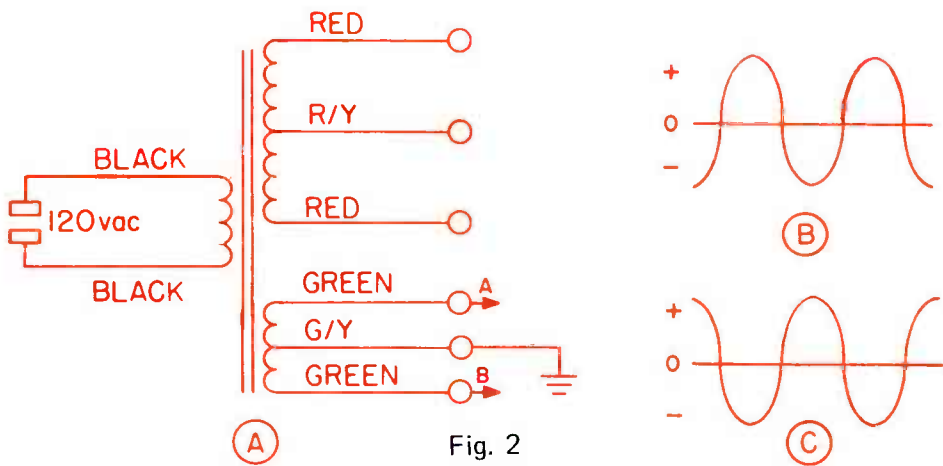 RED
R/Y
RED
BLACK
120vac
BLACK
GREEN A
G/Y
GREEN B
A
Fig. 2
+
0
-
B
+
0
-
C